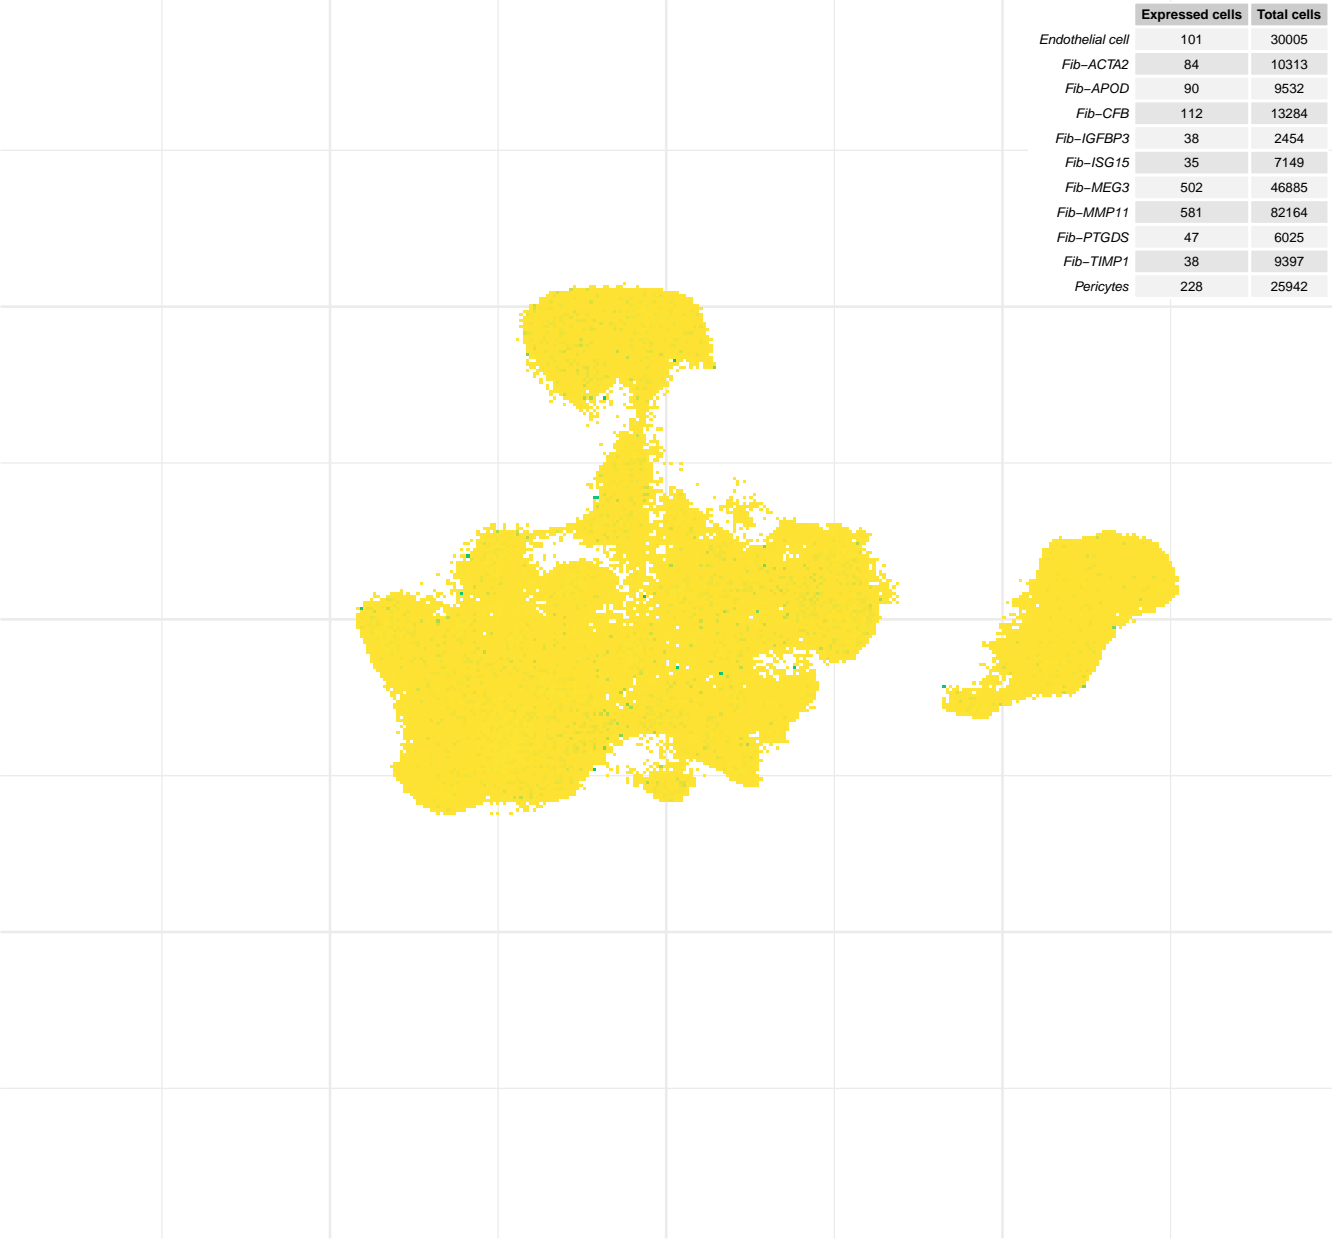 Expressed cells Total cells
Endothelial cell 101 30005
Fib−ACTA2 84 10313
Fib−APOD 90 9532
Fib−CFB 112 13284
Fib−IGFBP3 38 2454
Fib−ISG15 35 7149
Fib−MEG3 502 46885
Fib−MMP11 581 82164
Fib−PTGDS 47 6025
Fib−TIMP1 38 9397
Pericytes 228 25942